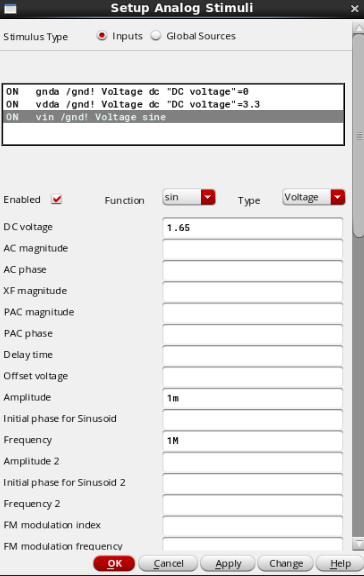 Setup Analog Stimuli
Stimulus Type Inputs Global Sources
ON gnda /gnd! Voltage dc "DC voltage"=0
ON vdda /gnd! Voltage dc "DC voltage"=3.3
ON vin /gnd! Voltage sine
Enabled Function sin Type Voltage
DC voltage 1.65
AC magnitude
AC phase
XF magnitude
PAC magnitude
PAC phase
Delay time
Offset voltage
Amplitude 1m
Initial phase for Sinusoid
Frequency 1M
Amplitude 2
Initial phase for Sinusoid 2
Frequency 2
FM modulation index
FM modulation frequency
OK Cancel Apply Change Help